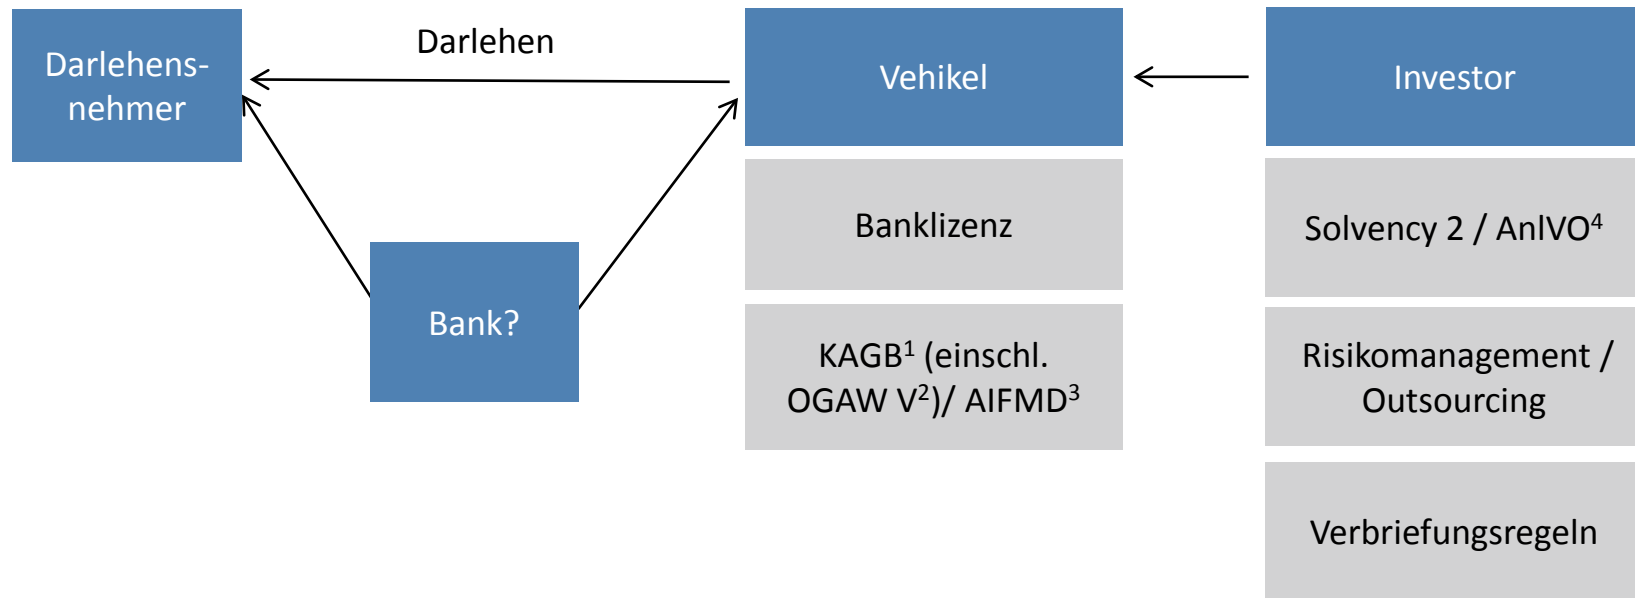 Darlehens-
nehmer
Darlehen
Vehikel
Investor
Bank?
Banklizenz
KAGB¹ (einschl.
OGAW V²)/ AIFMD³
Solvency 2 / AnlVO⁴
Risikomanagement /
Outsourcing
Verbriefungsregeln